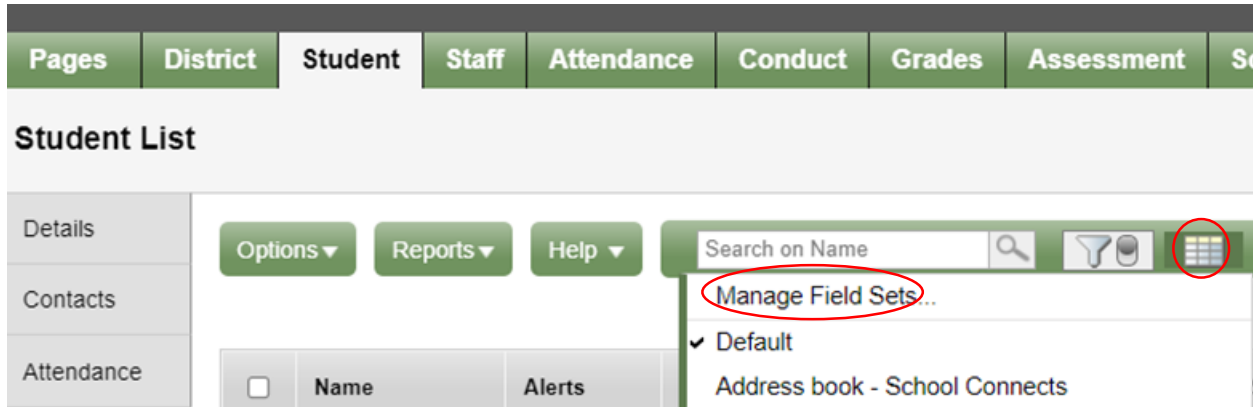 Pages District Student Staff Attendance Conduct Grades Assessment
Student List
Details
Options Reports Help Search on Name
Contacts
Manage Field Sets...
Default
Attendance
Name Alerts Address book - School Connects